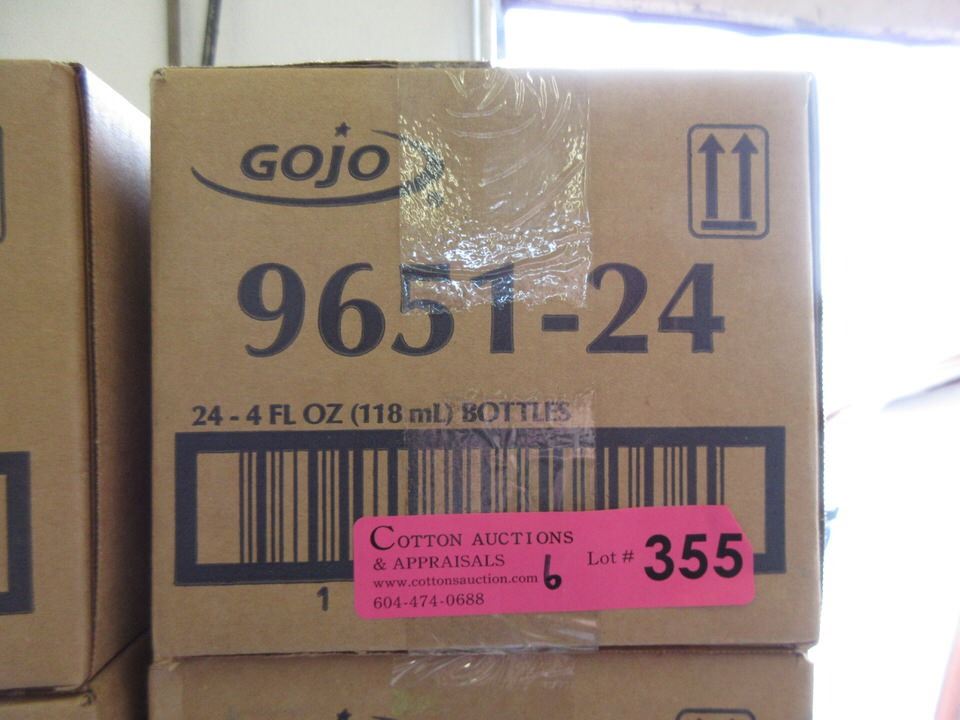 GOJO
9651-24
24 - 4 FL OZ (118 mL) BOTTLES
1
COTTON AUCTIONS
& APPRAISALS
www.cottonsauction.com
604-474-0688
6
Lot # 355